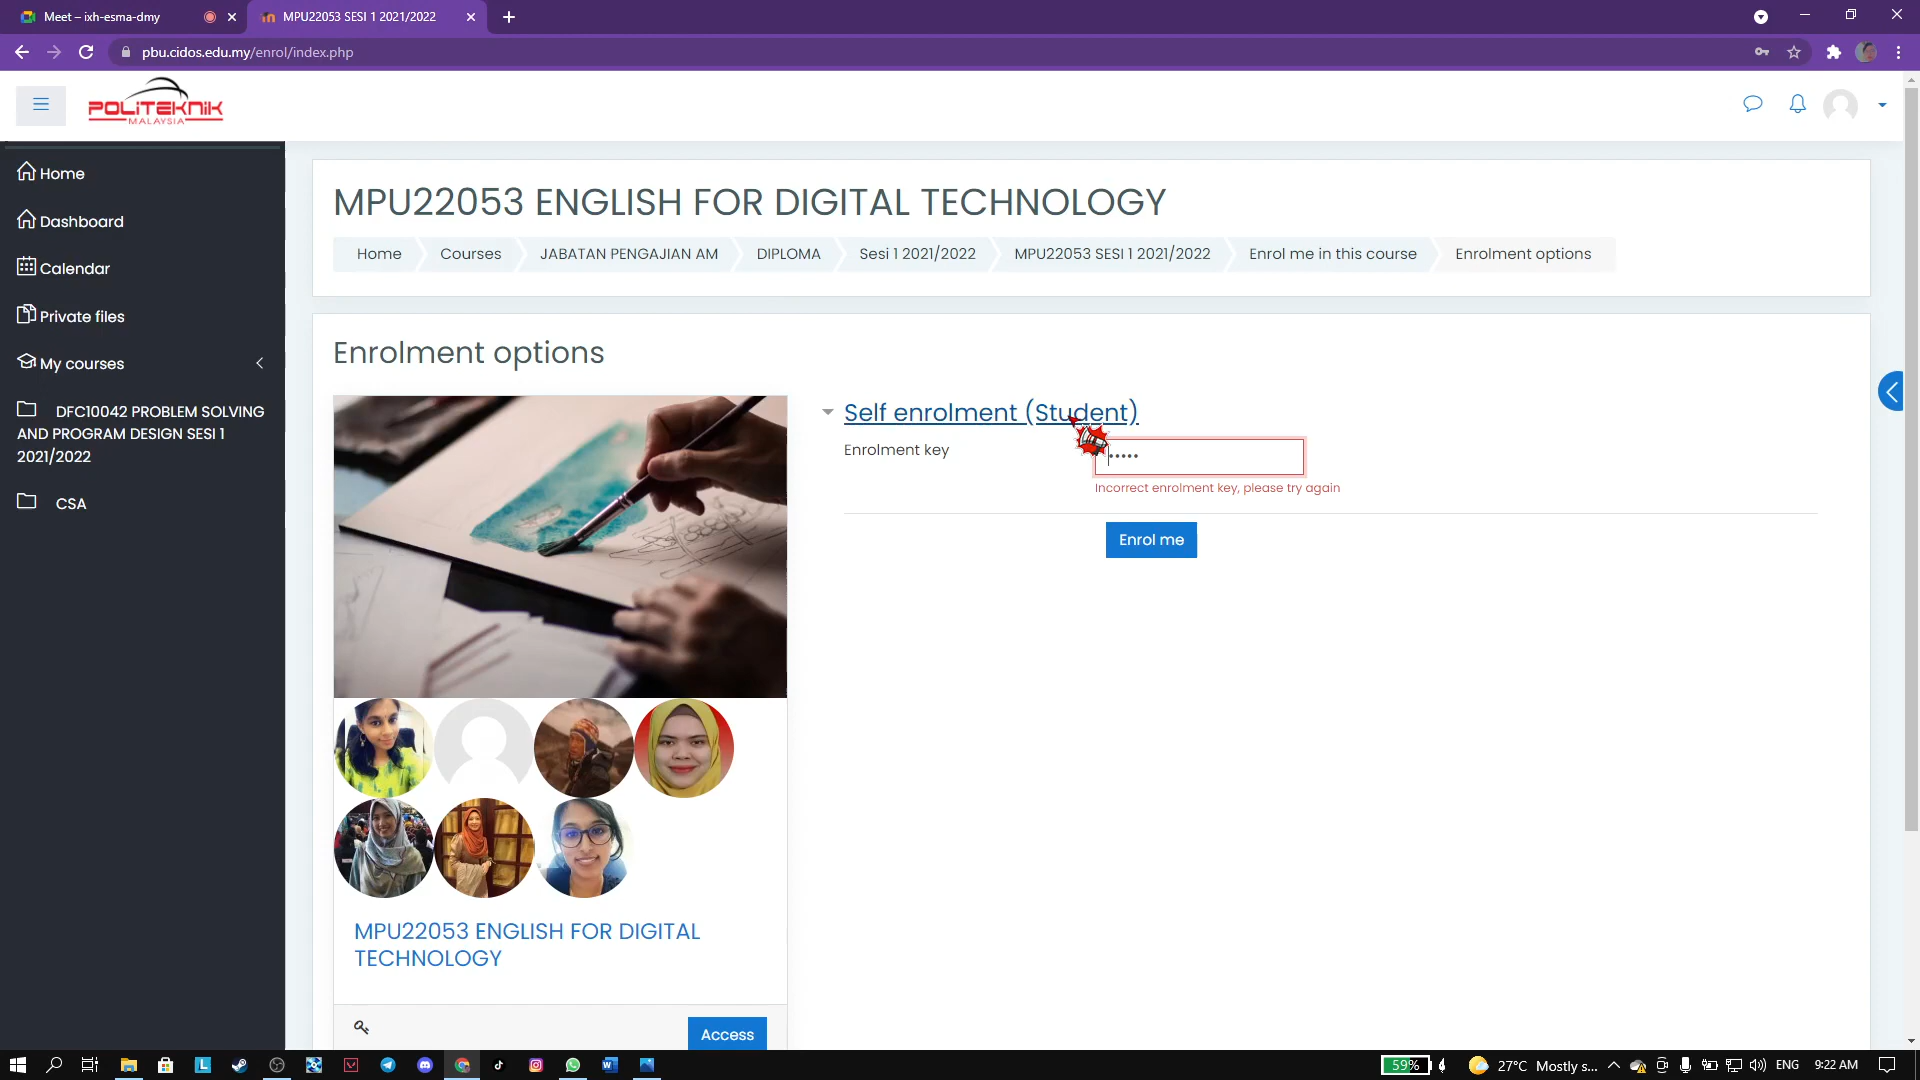 Meet – ixh-esma-dmy
MPU22053 SESI 1 2021/2022
pbu.cidos.edu.my/enrol/index.php
POLITEKNIK
MALAYSIA
Home
Dashboard
Calendar
Private files
My courses
DFC10042 PROBLEM SOLVING
AND PROGRAM DESIGN SESI 1
2021/2022
CSA
MPU22053 ENGLISH FOR DIGITAL TECHNOLOGY
Home Courses JABATAN PENGAJIAN AM DIPLOMA Sesi 1 2021/2022 MPU22053 SESI 1 2021/2022 Enrol me in this course Enrolment options
Enrolment options
Self enrolment (Student)
Enrolment key
•••••
Incorrect enrolment key, please try again
Enrol me
MPU22053 ENGLISH FOR DIGITAL
TECHNOLOGY
Access
59% 27°C Mostly s... ENG 9:22 AM